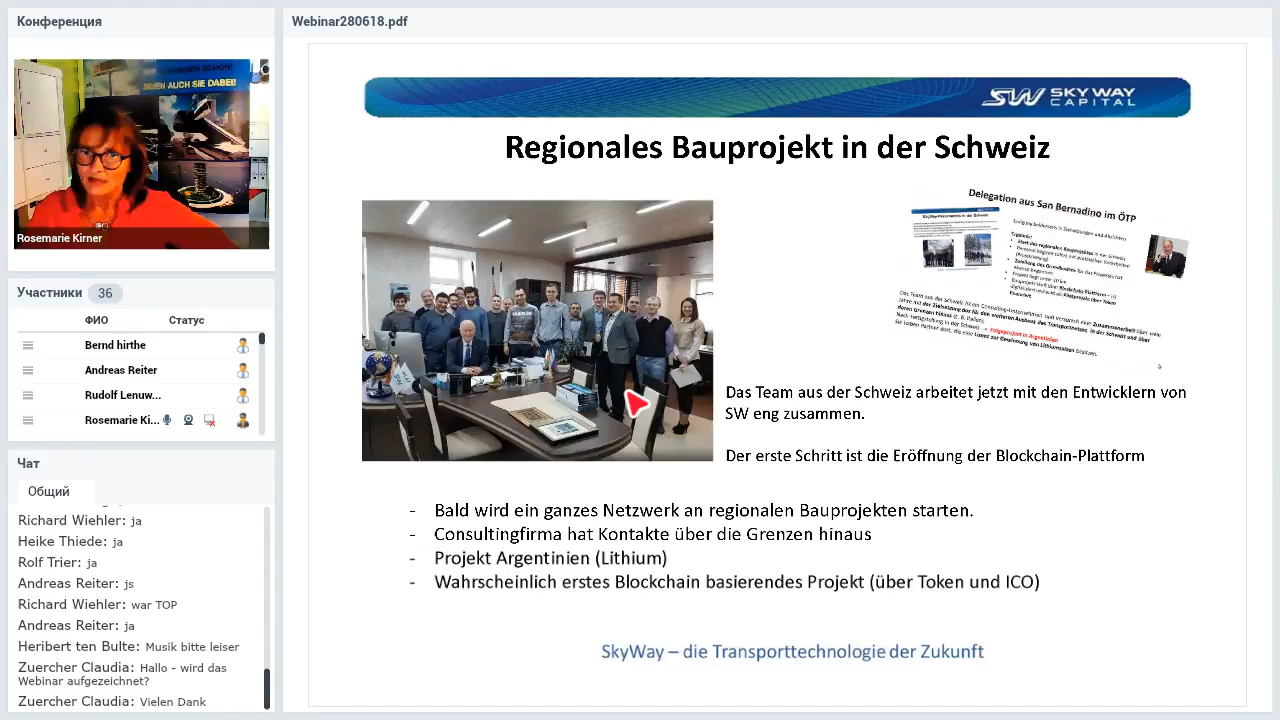 Конференция
SEIEN AUCH SIE DABEI!
Rosemarie Kirner
Участники 36
ФИО Статус
Bernd hirthe
Andreas Reiter
Rudolf Lenuw...
Rosemarie Ki...
Чат
Общий
Richard Wiehler: ja
Heike Thiede: ja
Rolf Trier: ja
Andreas Reiter: js
Richard Wiehler: war TOP
Andreas Reiter: ja
Heribert ten Bulte: Musik bitte leiser
Zuercher Claudia: Hallo - wird das
Webinar aufgezeichnet?
Zuercher Claudia: Vielen Dank
Webinar280618.pdf
SW SKY WAY
CAPITAL
Regionales Bauprojekt in der Schweiz
Delegation aus San Bernadino im ÖTP
Das Team aus der Schweiz arbeitet jetzt mit den Entwicklern von
SW eng zusammen.
Der erste Schritt ist die Eröffnung der Blockchain-Plattform
- Bald wird ein ganzes Netzwerk an regionalen Bauprojekten starten.
- Consultingfirma hat Kontakte über die Grenzen hinaus
- Projekt Argentinien (Lithium)
- Wahrscheinlich erstes Blockchain basierendes Projekt (über Token und ICO)
SkyWay – die Transporttechnologie der Zukunft